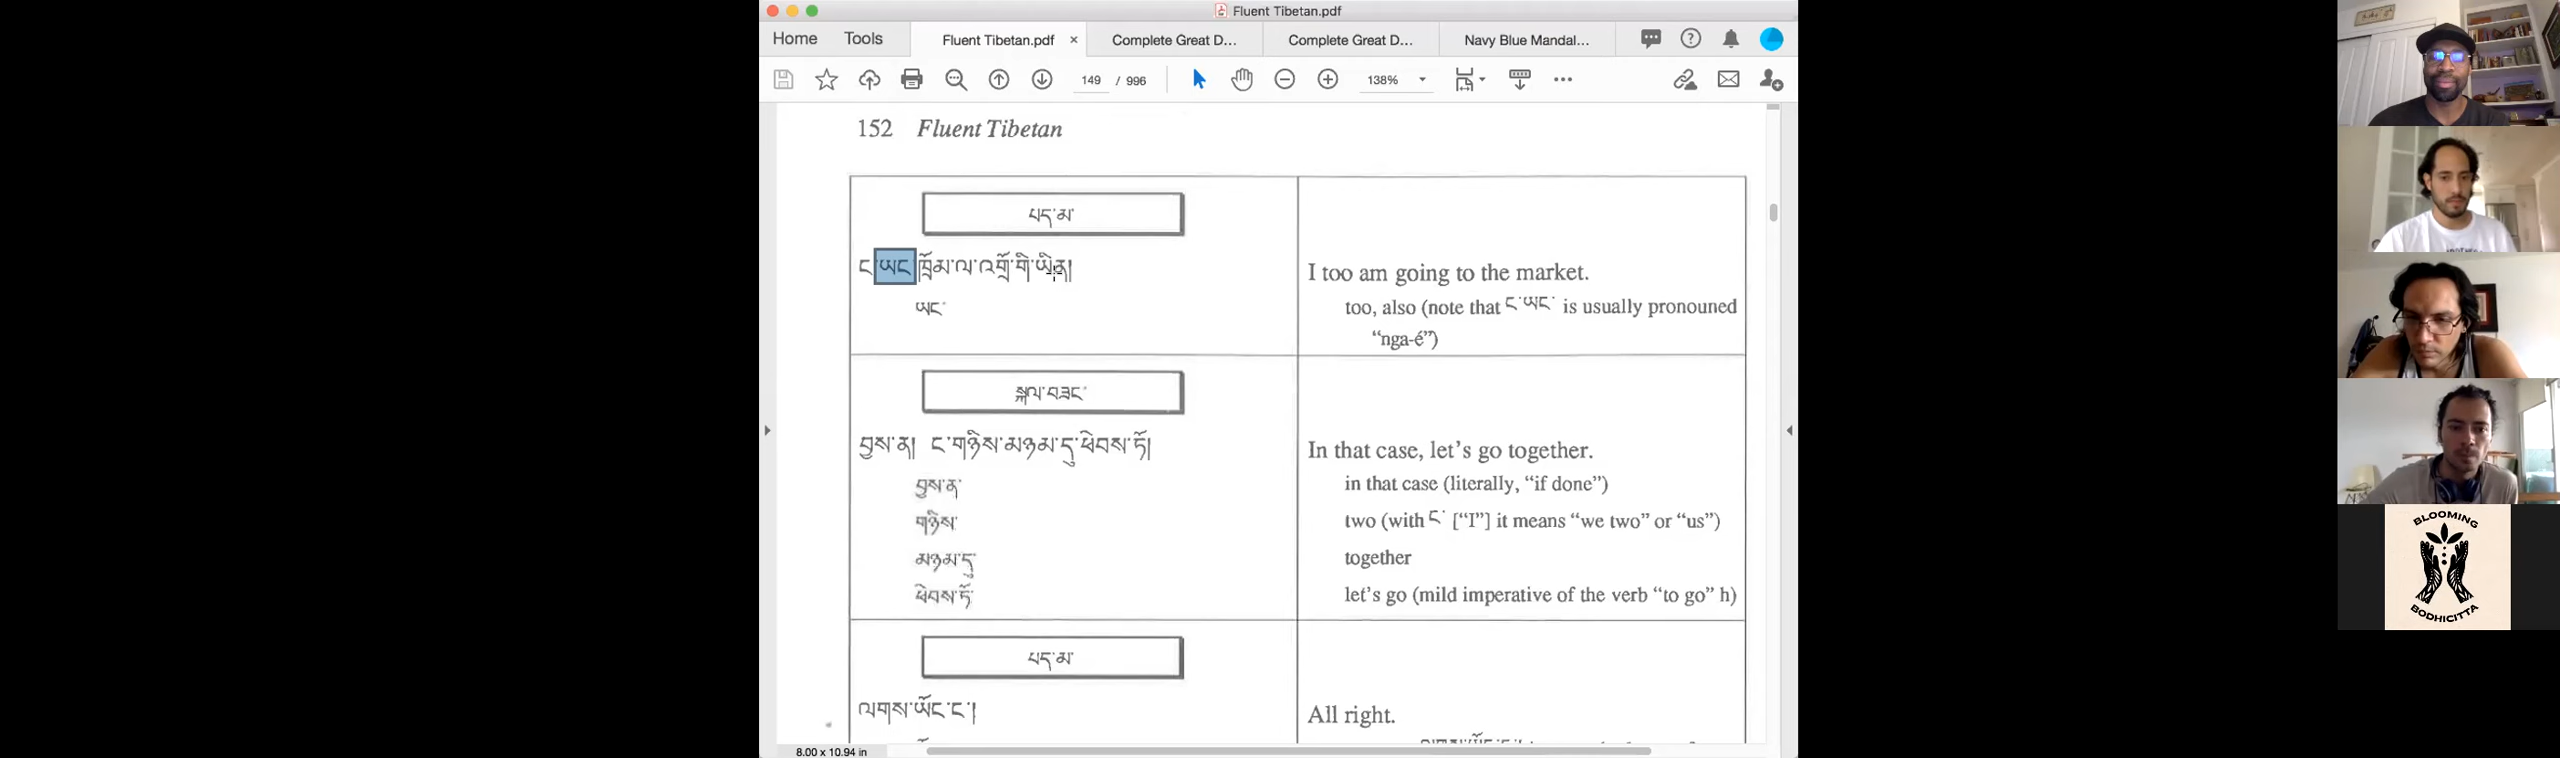 Fluent Tibetan.pdf
Home Tools Fluent Tibetan.pdf × Complete Great D... Complete Great D... Navy Blue Mandal...
149 / 996 138%
152 Fluent Tibetan
པད་མ་
ང་ཡང་ཁྲོམ་ལ་འགྲོ་གི་ཡིན།
I too am going to the market.
ཡང་
too, also (note that ང་ཡང་ is usually pronounced
“nga-é”)
སྐལ་བཟང་
བྱས་ན། ང་གཉིས་མཉམ་དུ་ཕེབས་ཏོ།
In that case, let’s go together.
བྱས་ན་
in that case (literally, “if done”)
གཉིས་
two (with ང་ [“I”] it means “we two” or “us”)
མཉམ་དུ་
together
ཕེབས་ཏོ་
let’s go (mild imperative of the verb “to go” h)
པད་མ་
ལགས་ཡོང་ང་།
All right.
8.00 x 10.94 in
BLOOMING
BODHICITTA